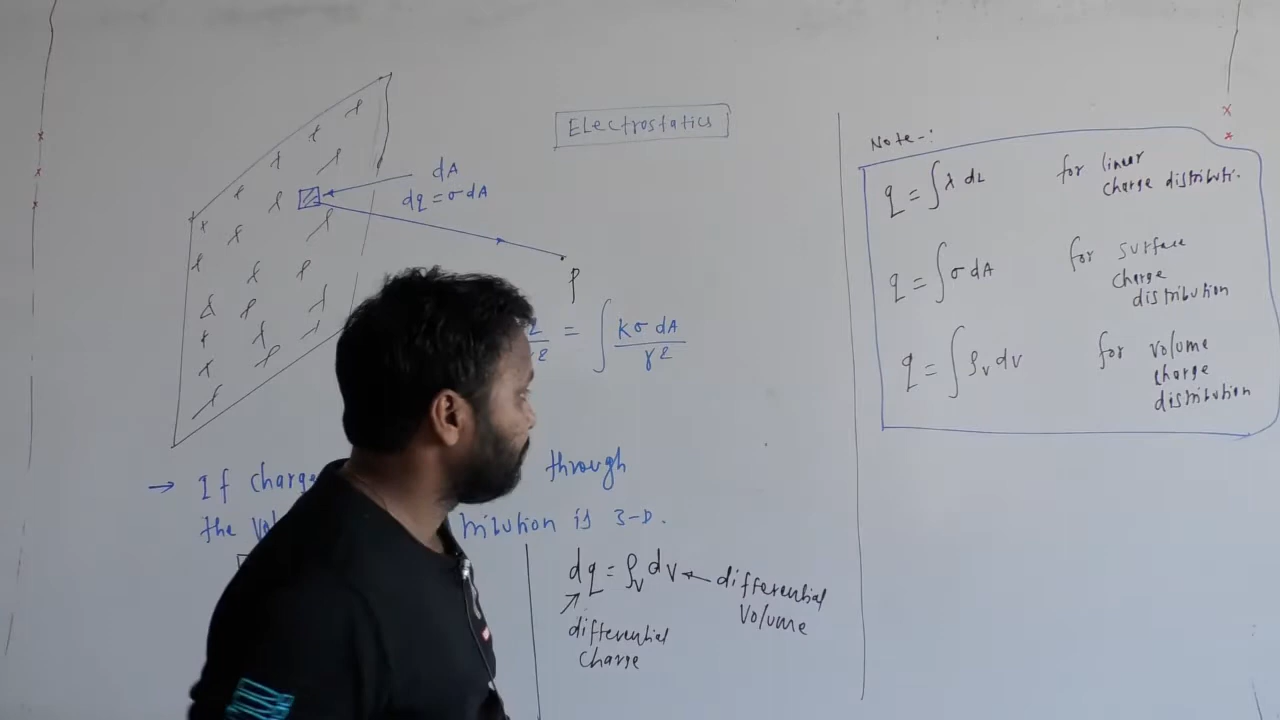 Electrostatics
dA
dq = σ dA
P
= ∫ Kσ dA / r²
→ If charge through
the tribution is 3-D.
dq = ρv dv ← differential
volume
differential
charge
Note-:
q = ∫ λ dL for linear
charge distributi.
q = ∫ σ dA for surface
charge
distribution
q = ∫ ρv dv for volume
charge
distribution